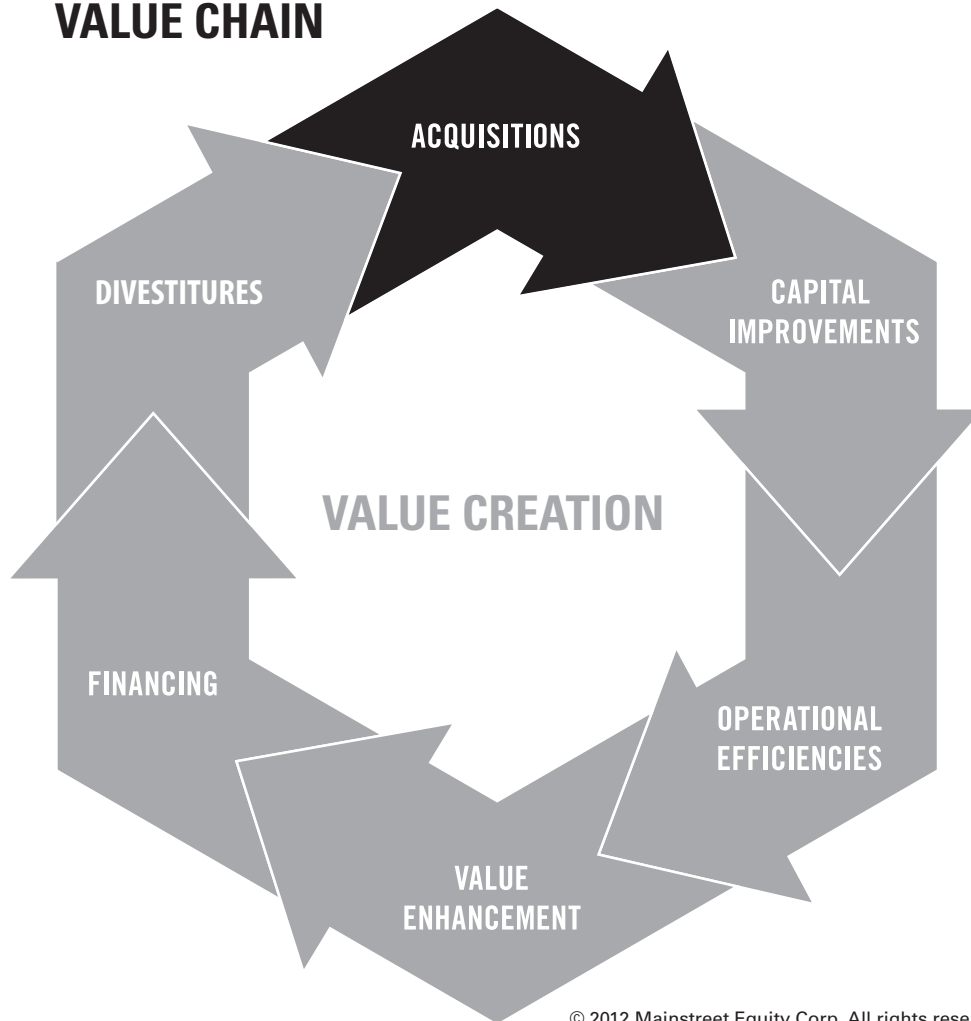 VALUE CHAIN
ACQUISITIONS
CAPITAL
IMPROVEMENTS
DIVESTITURES
VALUE CREATION
FINANCING
OPERATIONAL
EFFICIENCIES
VALUE
ENHANCEMENT
© 2012 Mainstreet Equity Corp. All rights rese